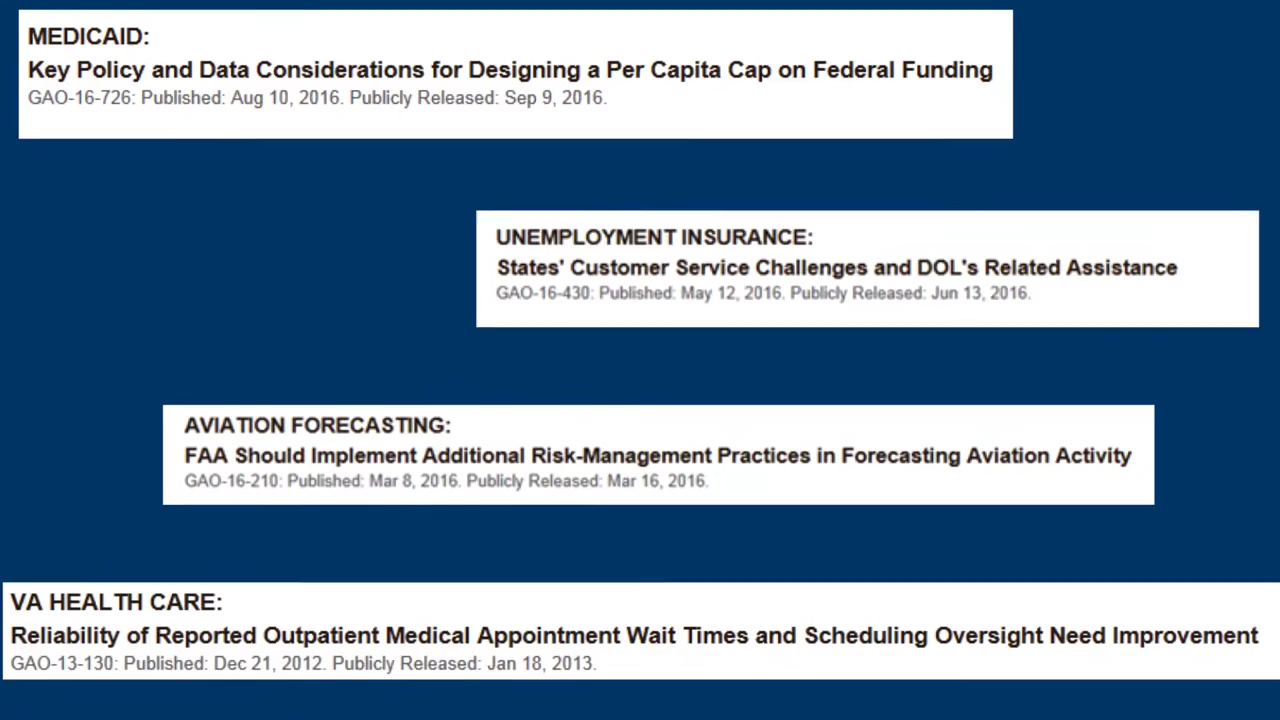 MEDICAID:
Key Policy and Data Considerations for Designing a Per Capita Cap on Federal Funding
GAO-16-726: Published: Aug 10, 2016. Publicly Released: Sep 9, 2016.
UNEMPLOYMENT INSURANCE:
States' Customer Service Challenges and DOL's Related Assistance
GAO-16-430: Published: May 12, 2016. Publicly Released: Jun 13, 2016.
AVIATION FORECASTING:
FAA Should Implement Additional Risk-Management Practices in Forecasting Aviation Activity
GAO-16-210: Published: Mar 8, 2016. Publicly Released: Mar 16, 2016.
VA HEALTH CARE:
Reliability of Reported Outpatient Medical Appointment Wait Times and Scheduling Oversight Need Improvement
GAO-13-130: Published: Dec 21, 2012. Publicly Released: Jan 18, 2013.